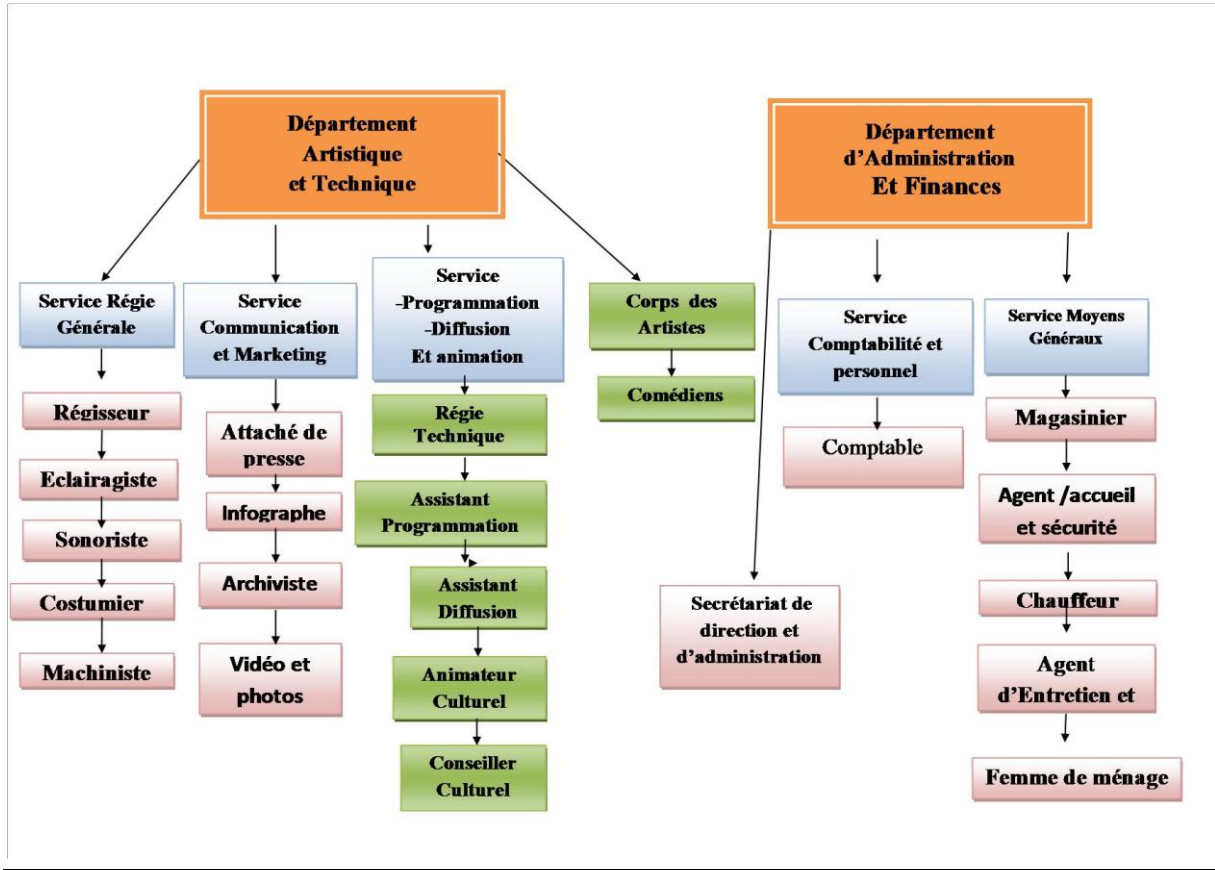 Département
Artistique
et Technique
Département
d'Administration
Et Finances
Service Régie
Générale
Service
Communication
et Marketing
Service
-Programmation
-Diffusion
Et animation
Corps des
Artistes
Service
Comptabilité et
personnel
Service Moyens
Généraux
Régisseur
Eclairagiste
Sonoriste
Costumier
Machiniste
Attaché de
presse
Infographe
Archiviste
Vidéo et
photos
Régie
Technique
Assistant
Programmation
Assistant
Diffusion
Animateur
Culturel
Conseiller
Culturel
Comédiens
Secrétariat de
direction et
d'administration
Comptable
Magasinier
Agent /accueil
et sécurité
Chauffeur
Agent
d'Entretien et
Femme de ménage